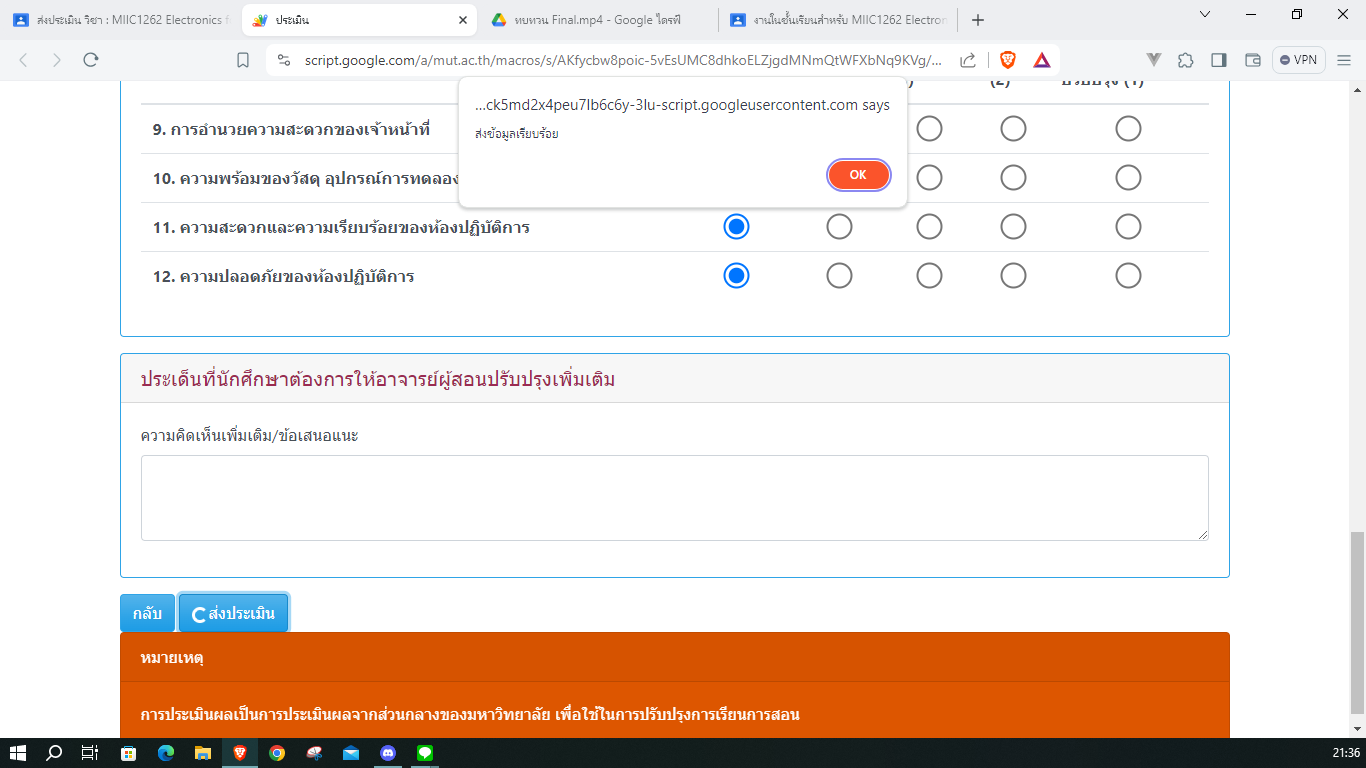 ส่งประเมิน วิชา : MIIC1262 Electronics f
ประเมิน
ทบทวน Final.mp4 - Google ไดรฟ์
งานในชั้นเรียนสำหรับ MIIC1262 Electron
script.google.com/a/mut.ac.th/macros/s/AKfycbw8poic-5vEsUMC8dhkoELZjgdMNmQtWFXbNq9KVg/...
VPN
(2)
ปรับปรุง (1)
...ck5md2x4peu7lb6c6y-3lu-script.googleusercontent.com says
ส่งข้อมูลเรียบร้อย
OK
9. การอำนวยความสะดวกของเจ้าหน้าที่
10. ความพร้อมของวัสดุ อุปกรณ์การทดลอง
11. ความสะดวกและความเรียบร้อยของห้องปฏิบัติการ
12. ความปลอดภัยของห้องปฏิบัติการ
ประเด็นที่นักศึกษาต้องการให้อาจารย์ผู้สอนปรับปรุงเพิ่มเติม
ความคิดเห็นเพิ่มเติม/ข้อเสนอแนะ
กลับ
ส่งประเมิน
หมายเหตุ
การประเมินผลเป็นการประเมินผลจากส่วนกลางของมหาวิทยาลัย เพื่อใช้ในการปรับปรุงการเรียนการสอน
21:36